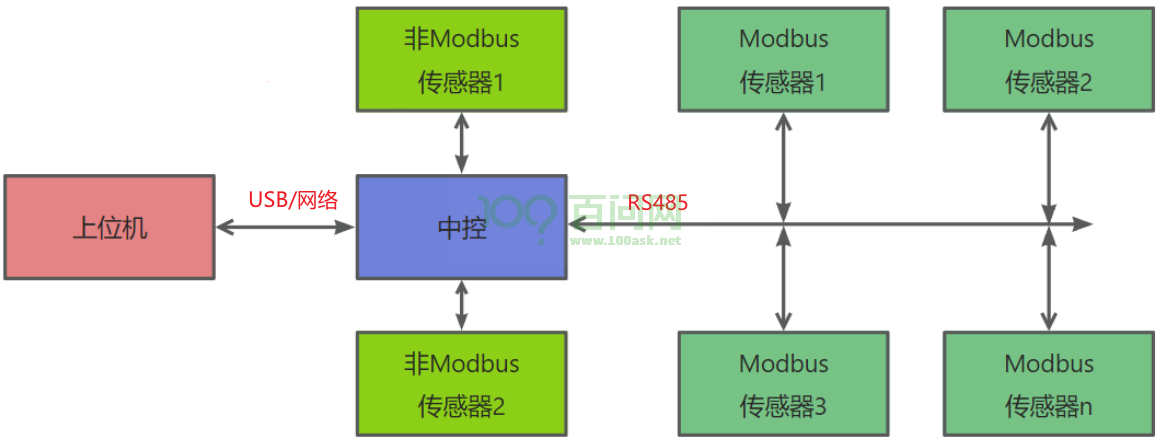 非Modbus
传感器1
Modbus
传感器1
Modbus
传感器2
上位机
USB/网络
中控
RS485
100?
百问网
www.100ask.net
非Modbus
传感器2
Modbus
传感器3
Modbus
传感器n